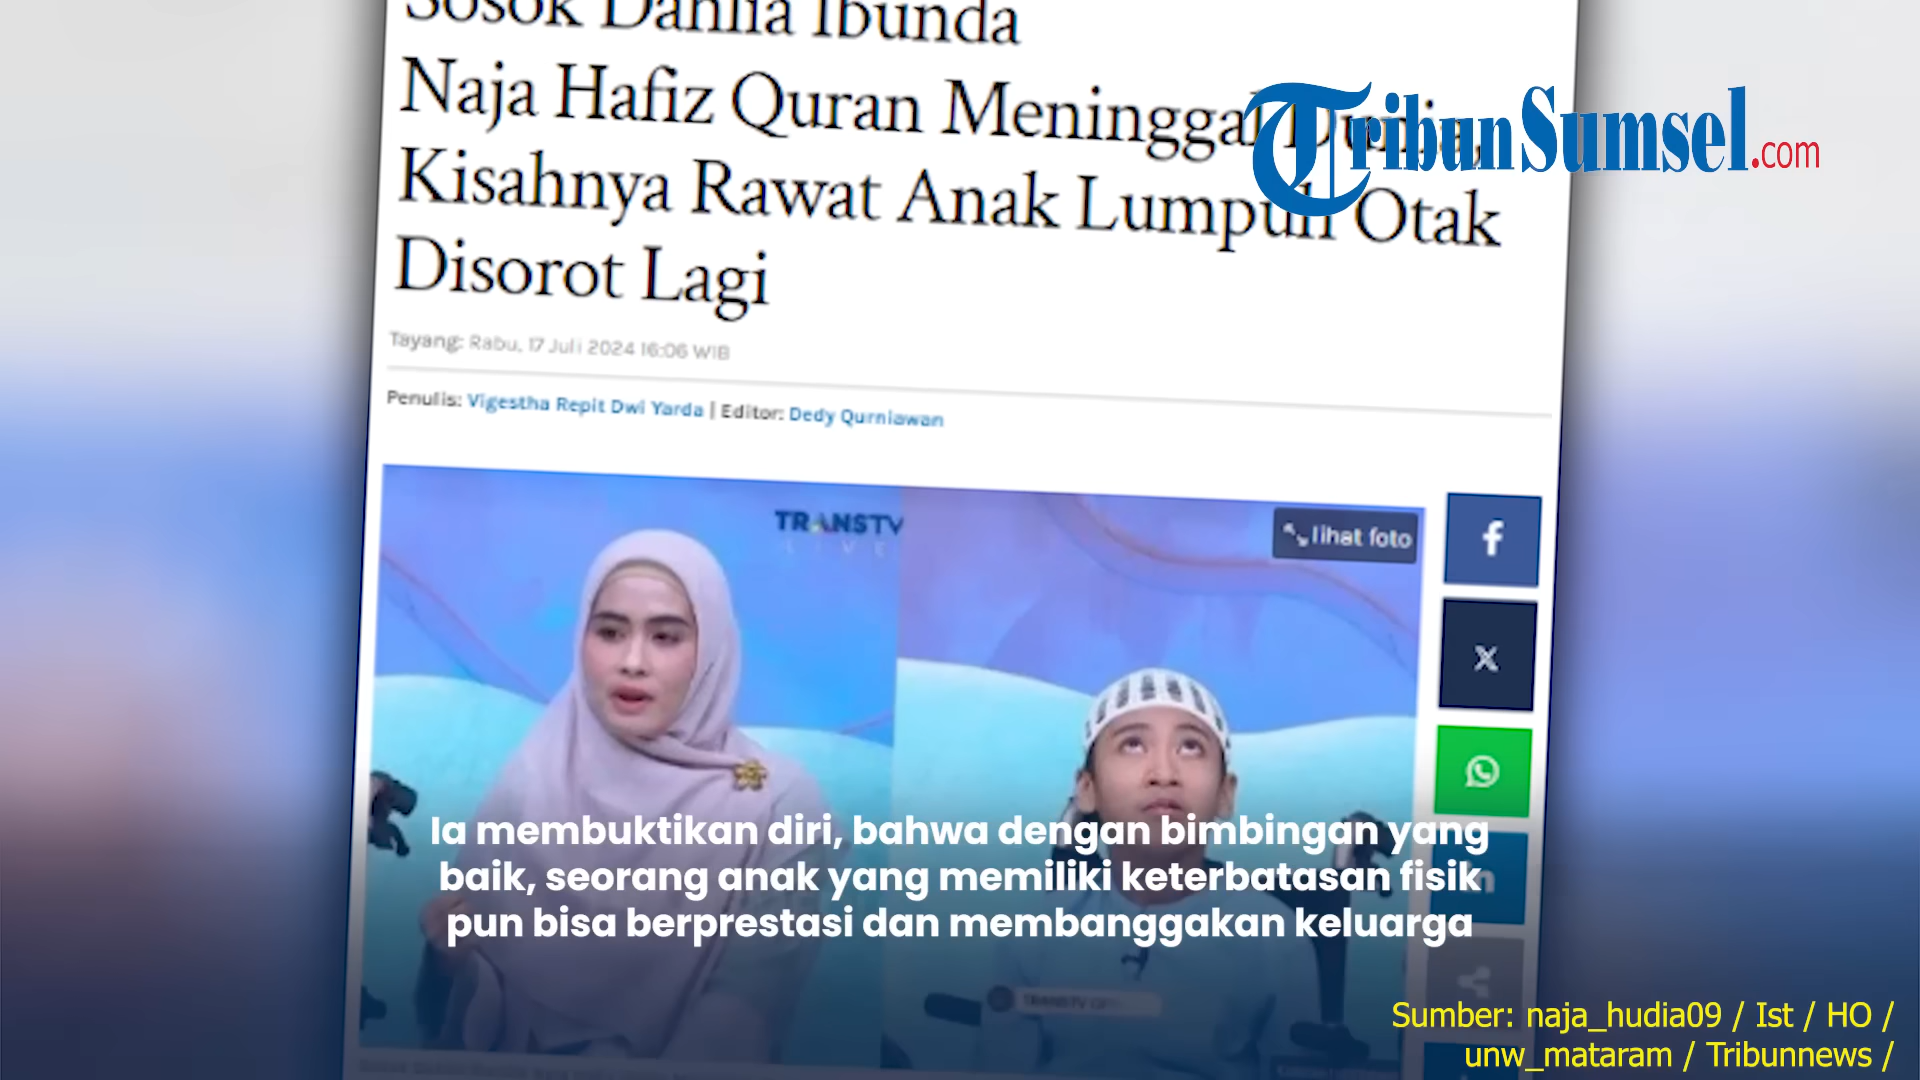 Sosok Dahlia Ibunda
Naja Hafiz Quran Meninggal Dunia,
Kisahnya Rawat Anak Lumpuh Otak
Disorot Lagi
TribunSumsel.com
Tayang: Rabu, 17 Juli 2024 16:06 WIB
Penulis: Vigestha Repit Dwi Yarda | Editor: Dedy Qurniawan
TRANSTV
LIVE
lihat foto
Ia membuktikan diri, bahwa dengan bimbingan yang
baik, seorang anak yang memiliki keterbatasan fisik
pun bisa berprestasi dan membanggakan keluarga
Sumber: naja_hudia09 / Ist / HO /
unw_mataram / Tribunnews /